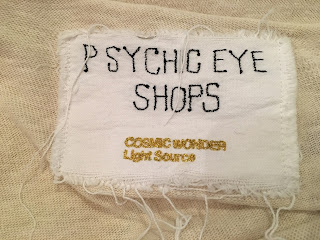 PSYCHIC EYE
SHOPS
COSMIC WONDER
Light Source